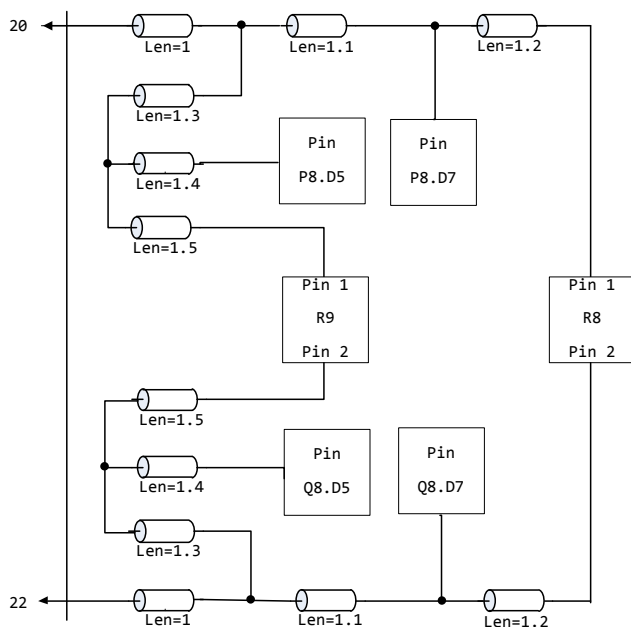 20
Len=1
Len=1.1
Len=1.2
Len=1.3
Len=1.4
Pin
P8.D5
Pin
P8.D7
Len=1.5
Pin 1
R9
Pin 2
Pin 1
R8
Pin 2
Len=1.5
Len=1.4
Pin
Q8.D5
Pin
Q8.D7
Len=1.3
22
Len=1
Len=1.1
Len=1.2